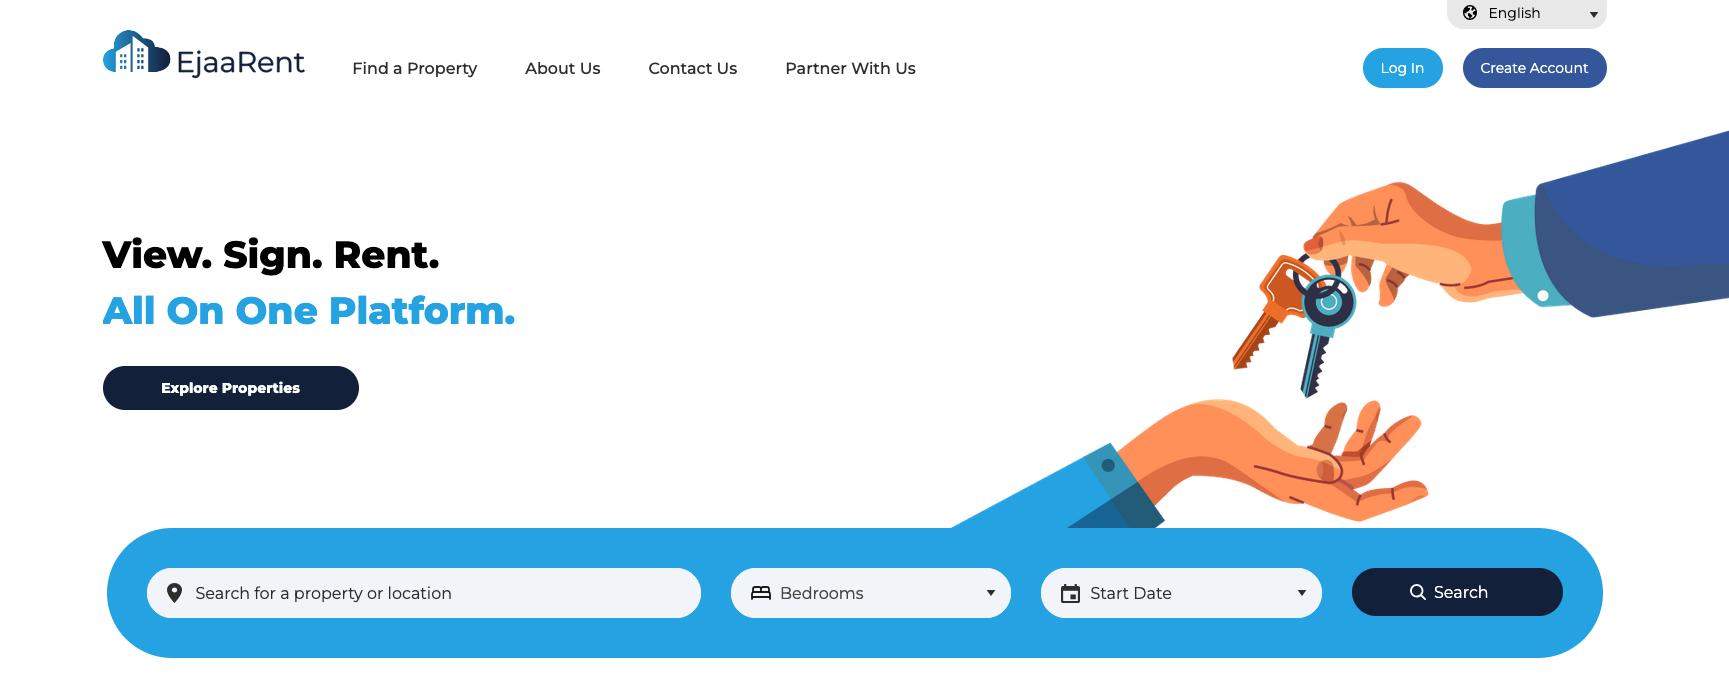 English
EjaaRent
Find a Property
About Us
Contact Us
Partner With Us
Log In
Create Account
View. Sign. Rent.
All On One Platform.
Explore Properties
Search for a property or location
Bedrooms
Start Date
Search